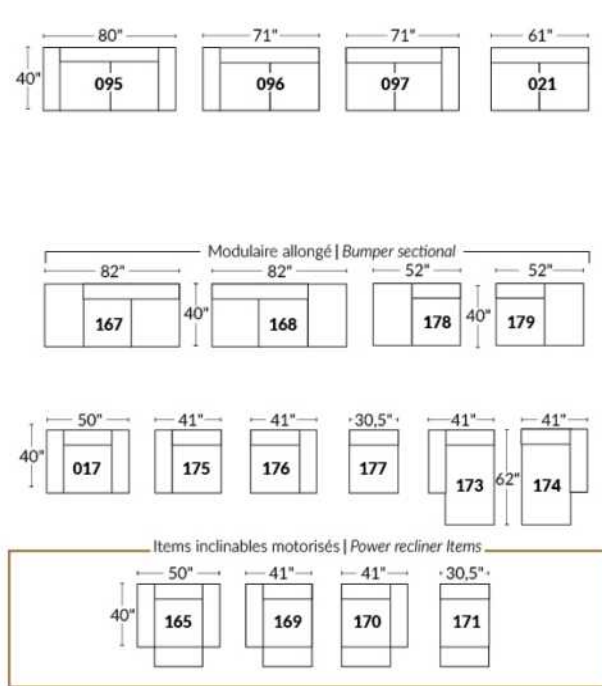 80" 71" 71" 61"
40" 095 096 097 021
Modulaire allongé | Bumper sectional
82" 82" 52" 52"
167 40" 168 178 40" 179
50" 41" 41" 30,5" 41" 41"
40" 017 175 176 177 173 62" 174
Items inclinables motorisés | Power recliner Items
50" 41" 41" 30,5"
40" 165 169 170 171